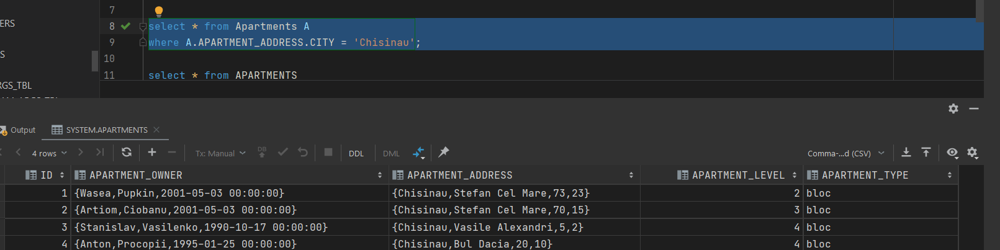 7
ERS
8 select * from Apartments A
9 where A.APARTMENT_ADDRESS.CITY = 'Chisinau';
S
10
11 select * from APARTMENTS
RGS_TBL
Output SYSTEM.APARTMENTS
4 rows Tx: Manual DB DDL DML Comma-...d (CSV)
ID APARTMENT_OWNER APARTMENT_ADDRESS APARTMENT_LEVEL APARTMENT_TYPE
1 {Wasea,Pupkin,2001-05-03 00:00:00} {Chisinau,Stefan Cel Mare,73,23} 2 bloc
2 {Artiom,Ciobanu,2001-05-03 00:00:00} {Chisinau,Stefan Cel Mare,70,15} 3 bloc
3 {Stanislav,Vasilenko,1990-10-17 00:00:00} {Chisinau,Vasile Alexandri,5,2} 4 bloc
4 {Anton,Procopii,1995-01-25 00:00:00} {Chisinau,Bul Dacia,20,10} 4 bloc